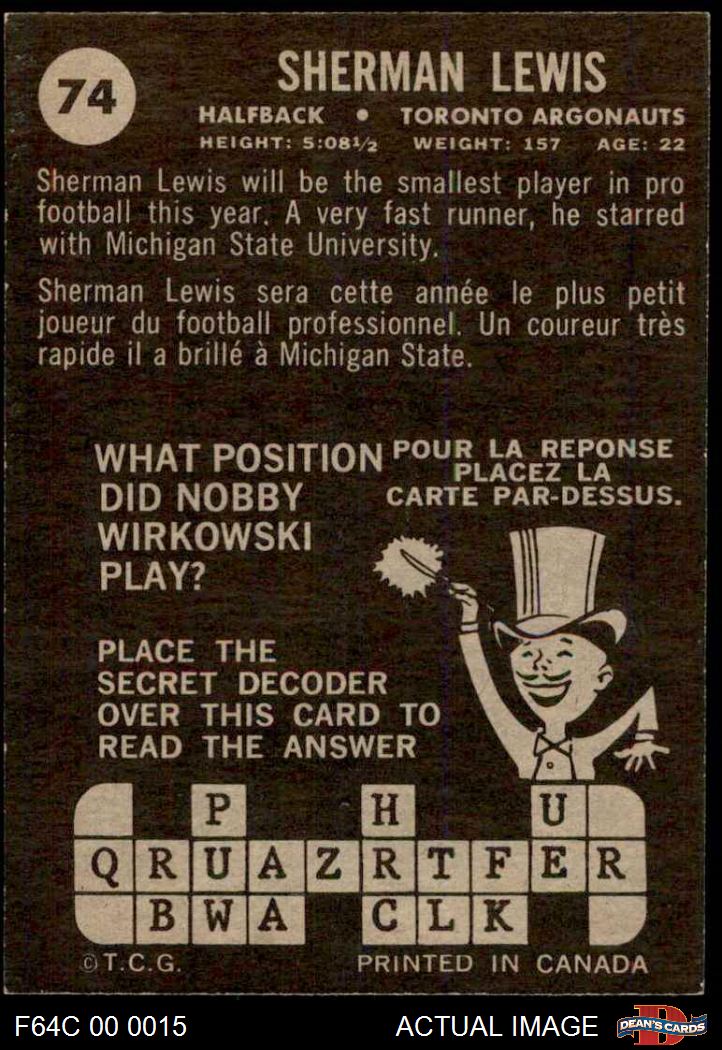 74
SHERMAN LEWIS
HALFBACK • TORONTO ARGONAUTS
HEIGHT: 5:08½ WEIGHT: 157 AGE: 22
Sherman Lewis will be the smallest player in pro
football this year. A very fast runner, he starred
with Michigan State University.
Sherman Lewis sera cette année le plus petit
joueur du football professionnel. Un coureur très
rapide il a brillé à Michigan State.
WHAT POSITION
DID NOBBY
WIRKOWSKI
PLAY?
POUR LA REPONSE
PLACEZ LA
CARTE PAR-DESSUS.
PLACE THE
SECRET DECODER
OVER THIS CARD TO
READ THE ANSWER
P H U
Q R U A Z R T F E R
B W A C L K
© T.C.G.
PRINTED IN CANADA
F64C 00 0015
ACTUAL IMAGE
D
DEAN'S CARDS